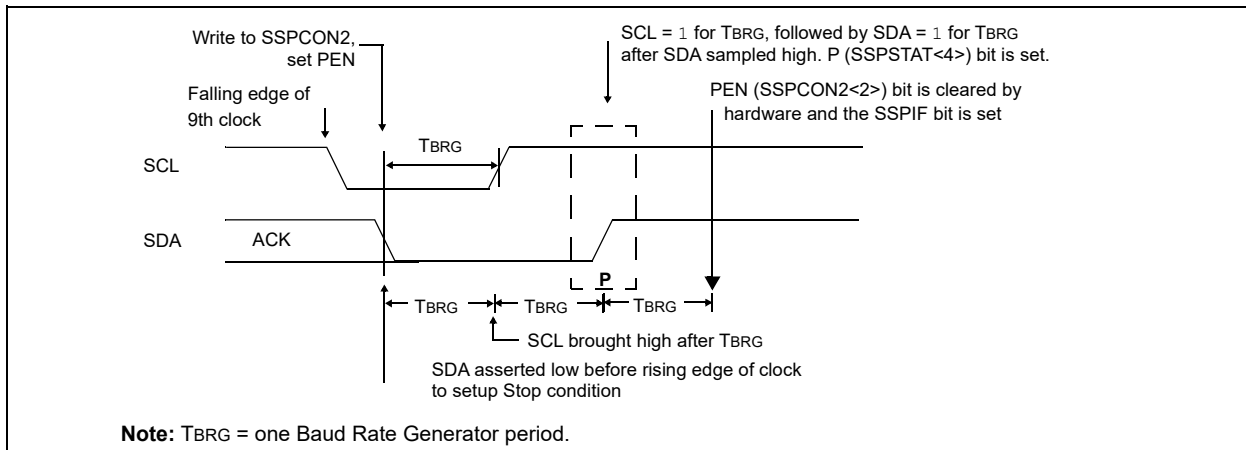 Write to SSPCON2,
set PEN
SCL = 1 for TBRG, followed by SDA = 1 for TBRG
after SDA sampled high. P (SSPSTAT<4>) bit is set.
Falling edge of
9th clock
PEN (SSPCON2<2>) bit is cleared by
hardware and the SSPIF bit is set
TBRG
SCL
SDA
ACK
P
TBRG
TBRG
TBRG
SCL brought high after TBRG
SDA asserted low before rising edge of clock
to setup Stop condition
Note: TBRG = one Baud Rate Generator period.